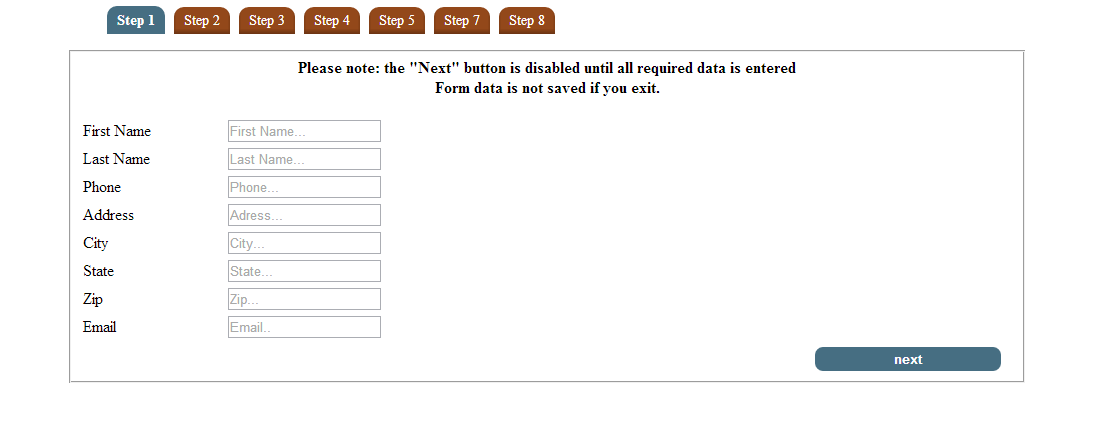 Step 1 Step 2 Step 3 Step 4 Step 5 Step 7 Step 8
Please note: the "Next" button is disabled until all required data is entered
Form data is not saved if you exit.
First Name First Name...
Last Name Last Name...
Phone Phone...
Address Adress...
City City...
State State...
Zip Zip...
Email Email..
next